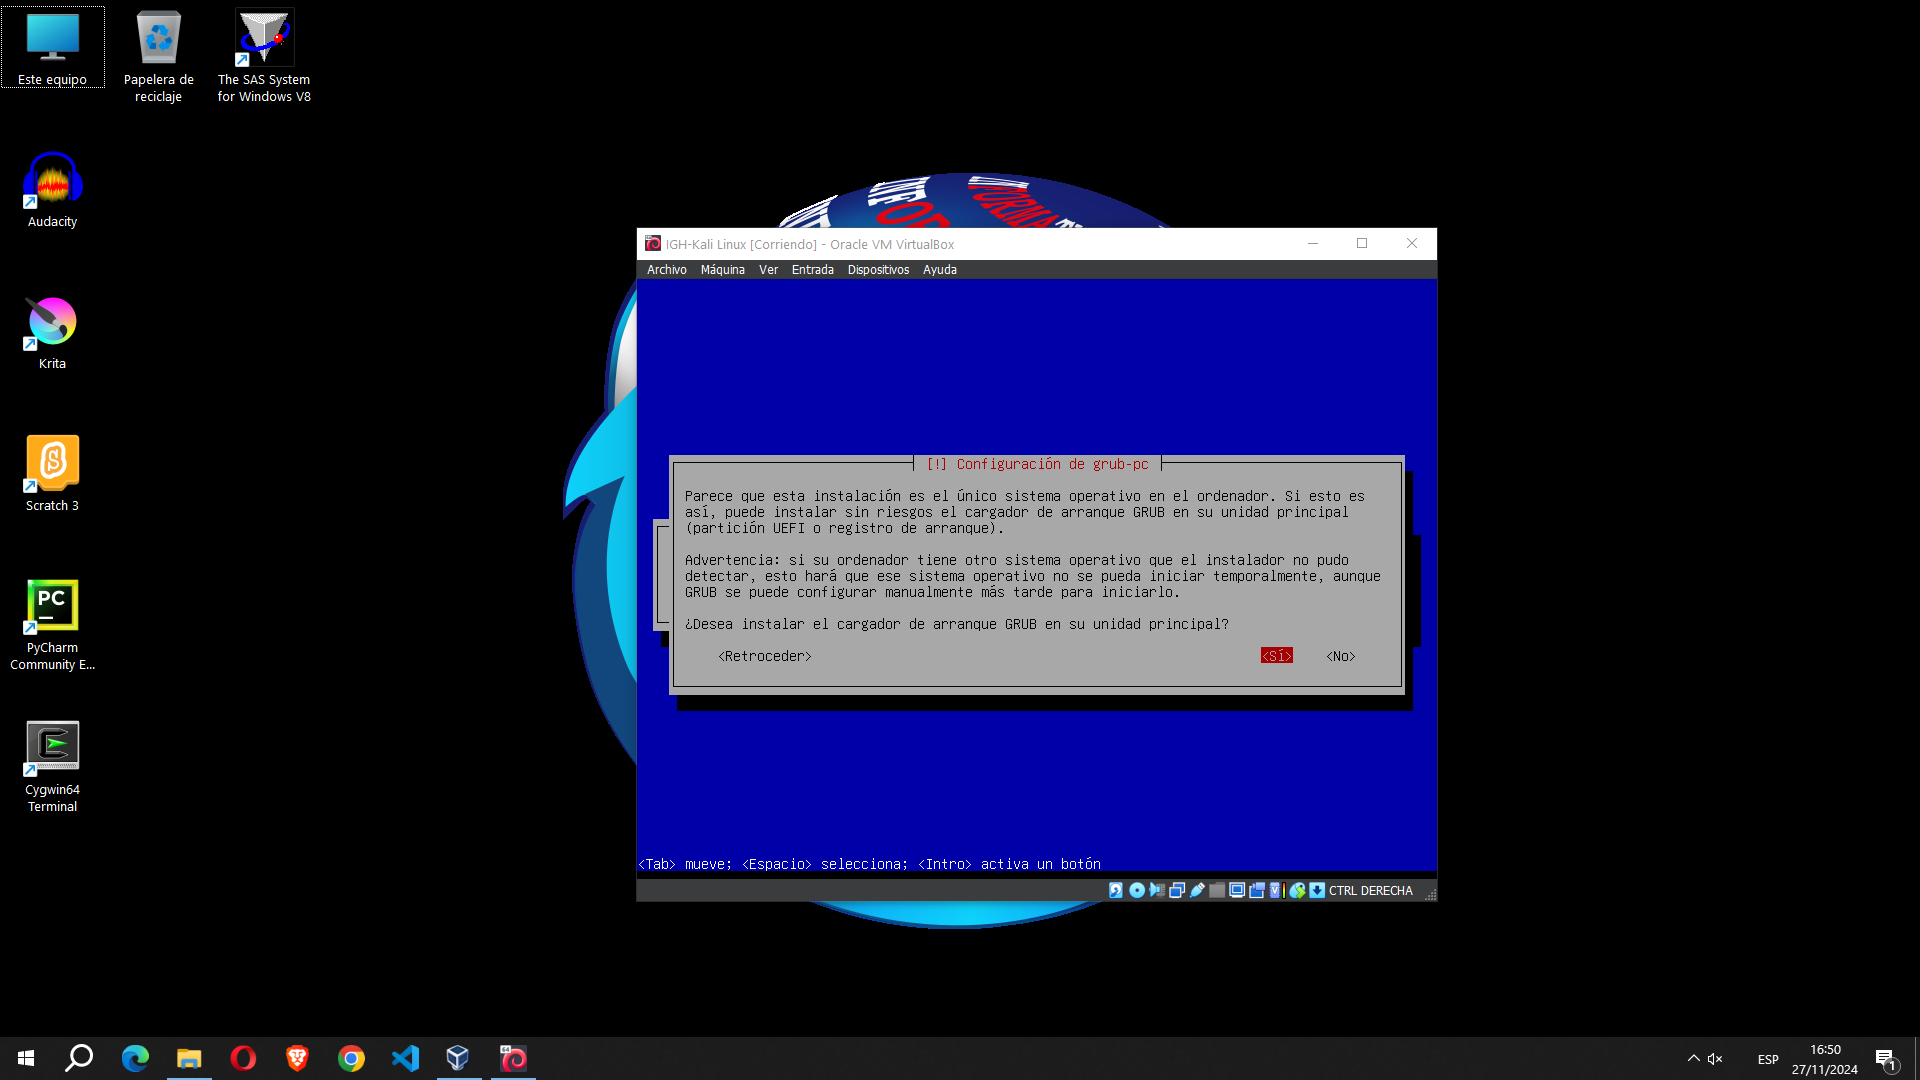 Este equipo
Papelera de
reciclaje
The SAS System
for Windows V8
Audacity
Krita
Scratch 3
PyCharm
Community E...
Cygwin64
Terminal
IGH-Kali Linux [Corriendo] - Oracle VM VirtualBox
Archivo Máquina Ver Entrada Dispositivos Ayuda
[!] Configuración de grub-pc
Parece que esta instalación es el único sistema operativo en el ordenador. Si esto es
así, puede instalar sin riesgos el cargador de arranque GRUB en su unidad principal
(partición UEFI o registro de arranque).
Advertencia: si su ordenador tiene otro sistema operativo que el instalador no pudo
detectar, esto hará que ese sistema operativo no se pueda iniciar temporalmente, aunque
GRUB se puede configurar manualmente más tarde para iniciarlo.
¿Desea instalar el cargador de arranque GRUB en su unidad principal?
<Retroceder> <Sí> <No>
<Tab> mueve; <Espacio> selecciona; <Intro> activa un botón
CTRL DERECHA
ESP
16:50
27/11/2024
1